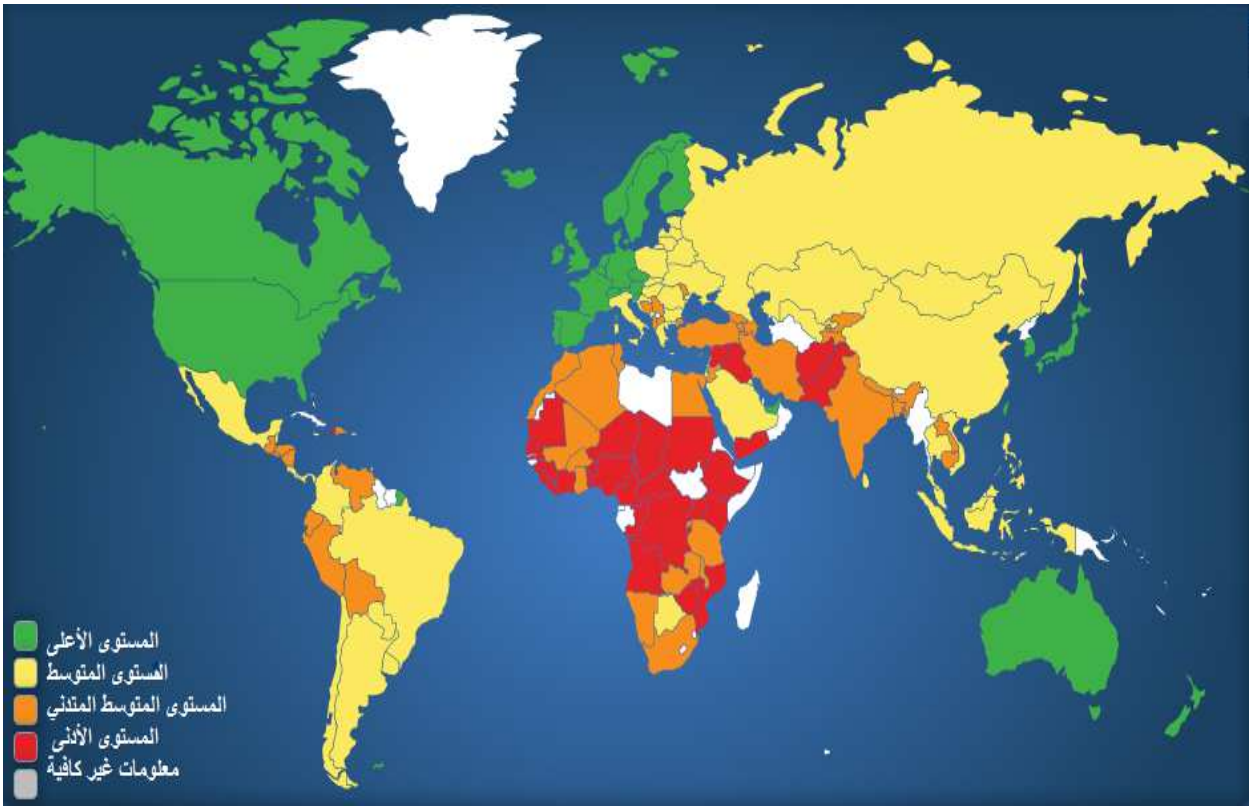 المستوى الأعلى
المستوى المتوسط
المستوى المتوسط المتدني
المستوى الأدنى
معلومات غير كافية